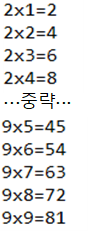 2x1=2
2x2=4
2x3=6
2x4=8
...중략...
9x5=45
9x6=54
9x7=63
9x8=72
9x9=81